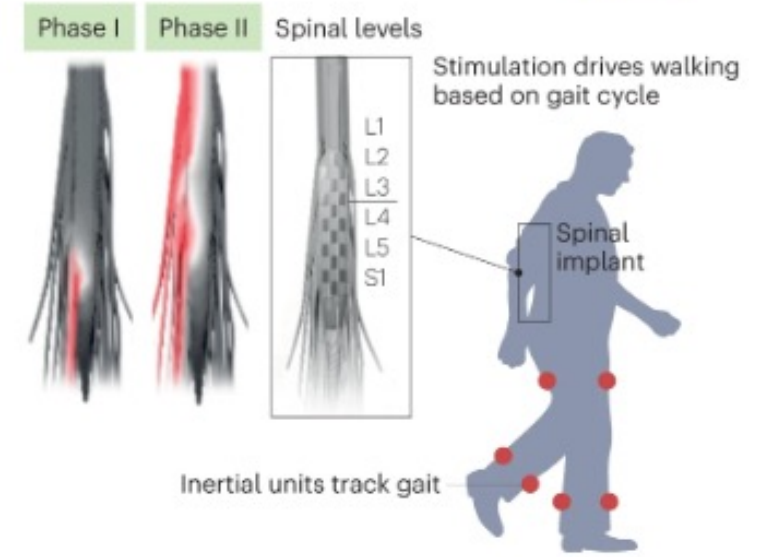 Phase I
Phase II
Spinal levels
Stimulation drives walking
based on gait cycle
L1
L2
L3
L4
L5
S1
Spinal
implant
Inertial units track gait